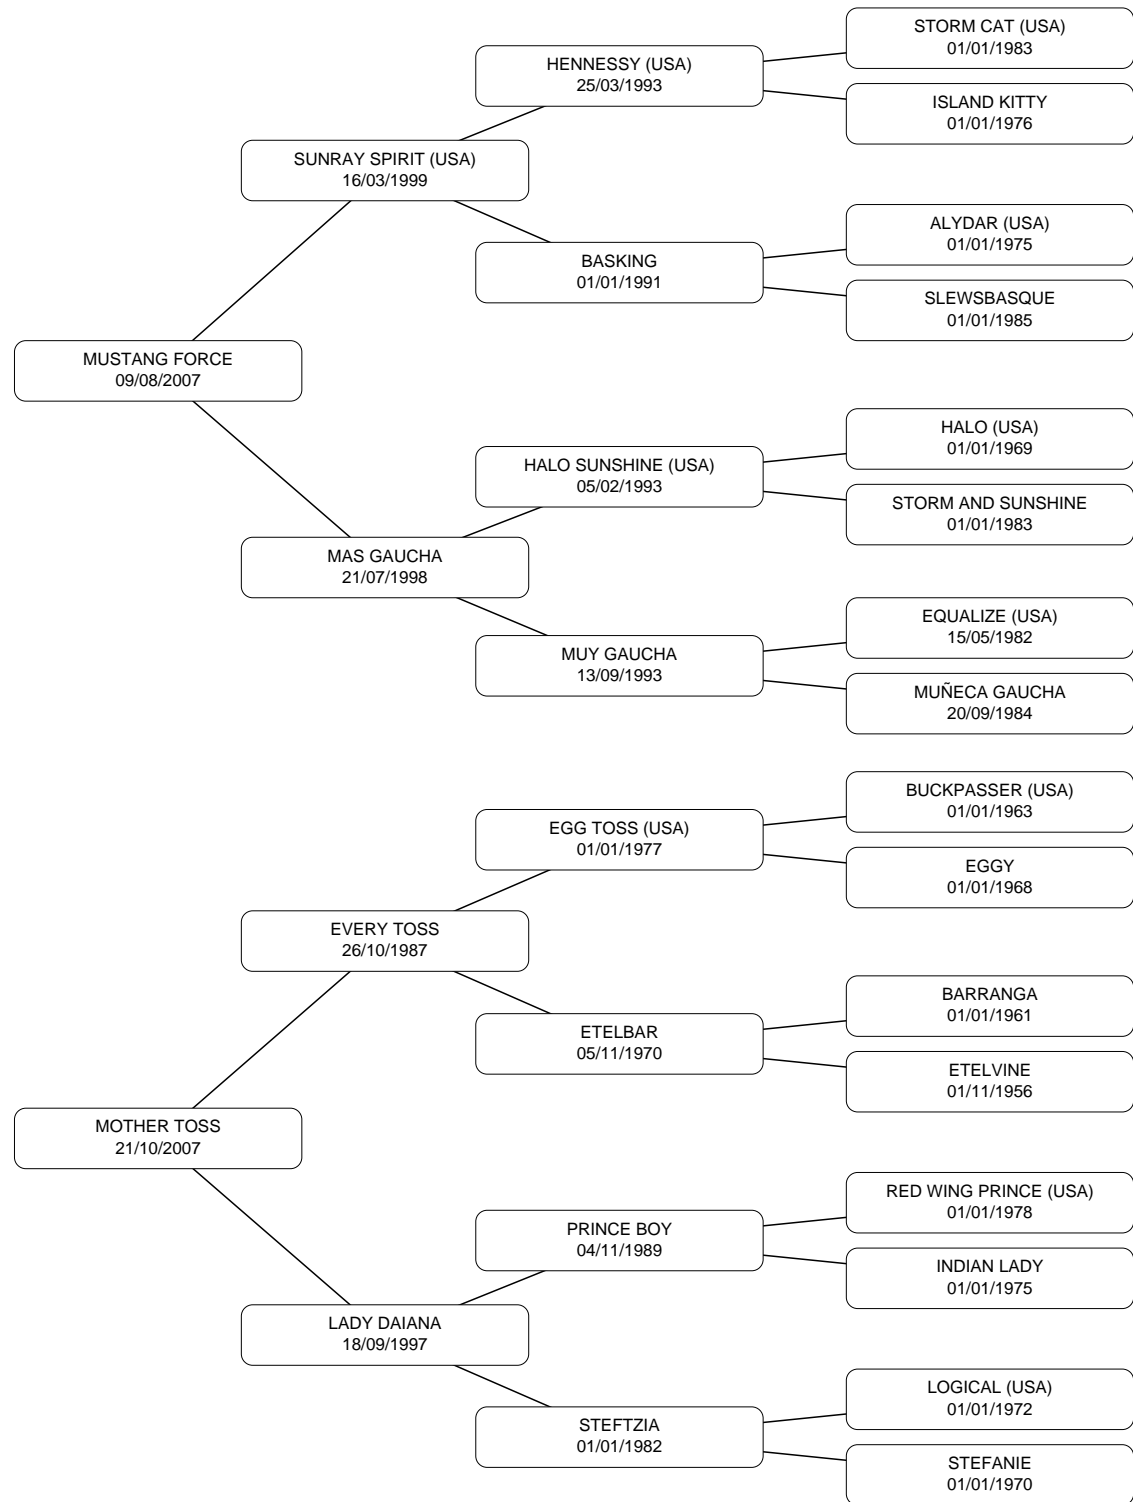 STORM CAT (USA)
01/01/1983
HENNESSY (USA)
25/03/1993
ISLAND KITTY
01/01/1976
SUNRAY SPIRIT (USA)
16/03/1999
ALYDAR (USA)
01/01/1975
BASKING
01/01/1991
SLEWSBASQUE
01/01/1985
MUSTANG FORCE
09/08/2007
HALO (USA)
01/01/1969
HALO SUNSHINE (USA)
05/02/1993
STORM AND SUNSHINE
01/01/1983
MAS GAUCHA
21/07/1998
EQUALIZE (USA)
15/05/1982
MUY GAUCHA
13/09/1993
MUÑECA GAUCHA
20/09/1984
BUCKPASSER (USA)
01/01/1963
EGG TOSS (USA)
01/01/1977
EGGY
01/01/1968
EVERY TOSS
26/10/1987
BARRANGA
01/01/1961
ETELBAR
05/11/1970
ETELVINE
01/11/1956
MOTHER TOSS
21/10/2007
RED WING PRINCE (USA)
01/01/1978
PRINCE BOY
04/11/1989
INDIAN LADY
01/01/1975
LADY DAIANA
18/09/1997
LOGICAL (USA)
01/01/1972
STEFTZIA
01/01/1982
STEFANIE
01/01/1970